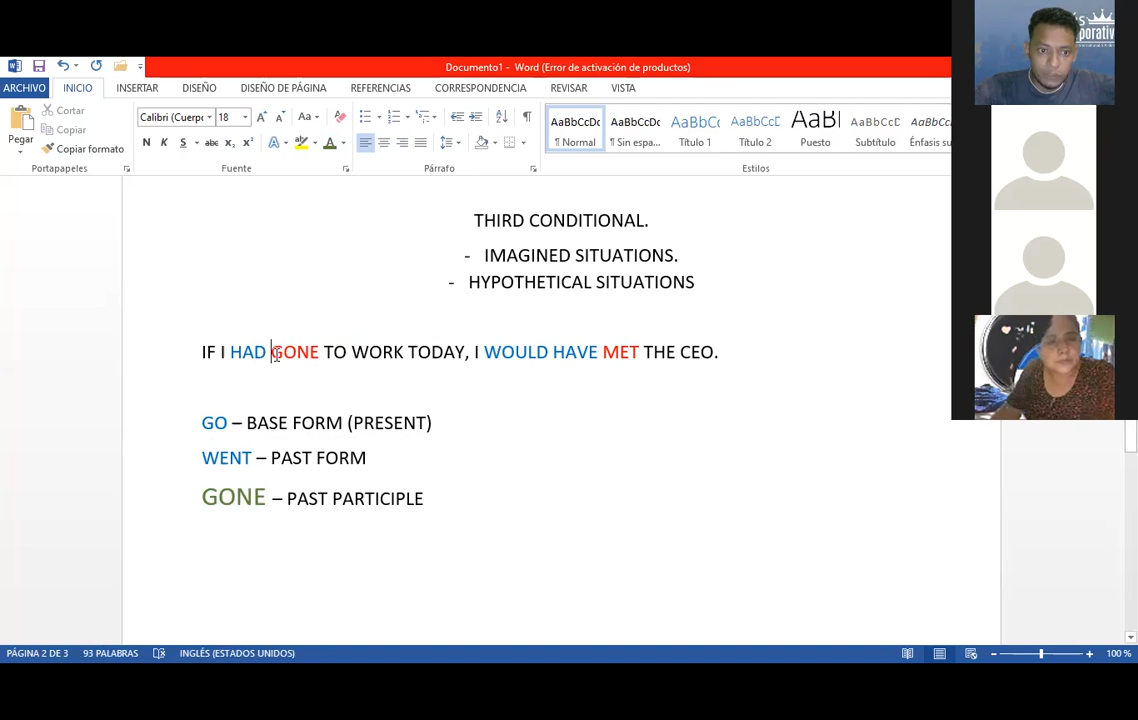 Documento1 - Word (Error de activación de productos)
ARCHIVO INICIO INSERTAR DISEÑO DISEÑO DE PÁGINA REFERENCIAS CORRESPONDENCIA REVISAR VISTA
Pegar
Cortar
Copiar
Copiar formato
Portapapeles
Calibri (Cuerpo 18
N K S abc x₂ x²
Fuente
Párrafo
AaBbCcDc AaBbCcDc AaBbCc AaBbCcD AaBl AaBbCcD AaBbCcD
¶ Normal ¶ Sin espa... Título 1 Título 2 Puesto Subtítulo Énfasis su
Estilos
THIRD CONDITIONAL.
- IMAGINED SITUATIONS.
- HYPOTHETICAL SITUATIONS
IF I HAD GONE TO WORK TODAY, I WOULD HAVE MET THE CEO.
GO – BASE FORM (PRESENT)
WENT – PAST FORM
GONE – PAST PARTICIPLE
PÁGINA 2 DE 3 93 PALABRAS INGLÉS (ESTADOS UNIDOS) 100 %